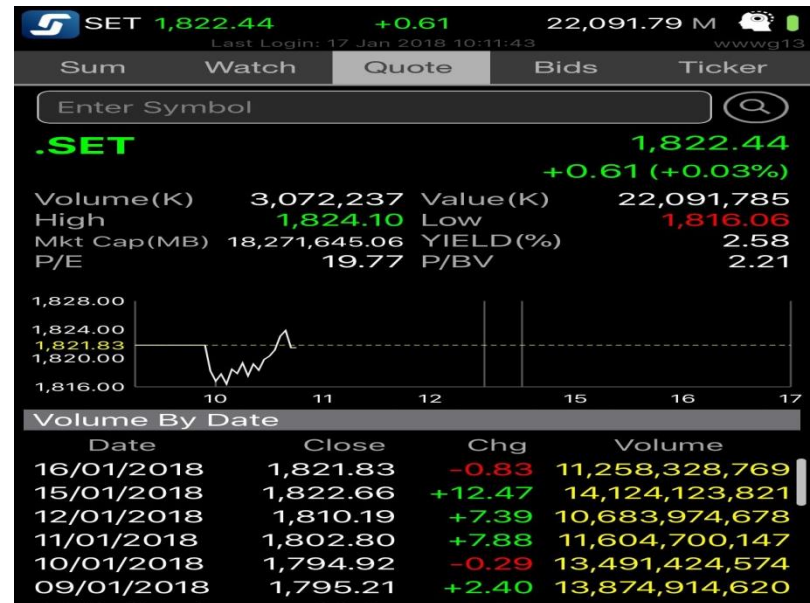 SET 1,822.44 +0.61 22,091.79 M
Last Login: 17 Jan 2018 10:11:43 wwwg13
Sum Watch Quote Bids Ticker
Enter Symbol
.SET 1,822.44
+0.61 (+0.03%)
Volume(K) 3,072,237 Value(K) 22,091,785
High 1,824.10 Low 1,816.06
Mkt Cap(MB) 18,271,645.06 YIELD(%) 2.58
P/E 19.77 P/BV 2.21
1,828.00
1,824.00
1,821.83
1,820.00
1,816.00
10 11 12 15 16 17
Volume By Date
Date Close Chg Volume
16/01/2018 1,821.83 -0.83 11,258,328,769
15/01/2018 1,822.66 +12.47 14,124,123,821
12/01/2018 1,810.19 +7.39 10,683,974,678
11/01/2018 1,802.80 +7.88 11,604,700,147
10/01/2018 1,794.92 -0.29 13,491,424,574
09/01/2018 1,795.21 +2.40 13,874,914,620